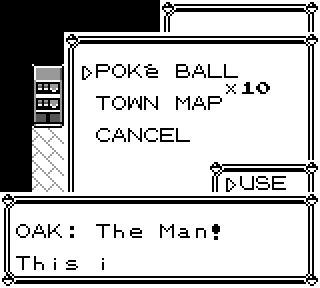 POKé BALL
×10
TOWN MAP
CANCEL
USE
OAK: The Man!
This i